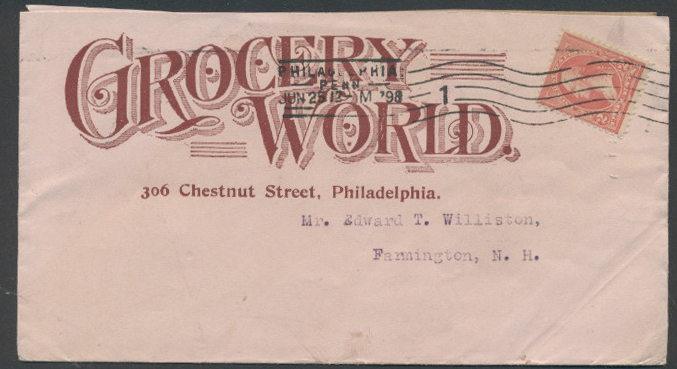 GROCERY
WORLD.
PHILADELPHIA
PENN.
JUN 25 12 M '98
1
306 Chestnut Street, Philadelphia.
Mr. Edward T. Williston,
Farmington, N. H.